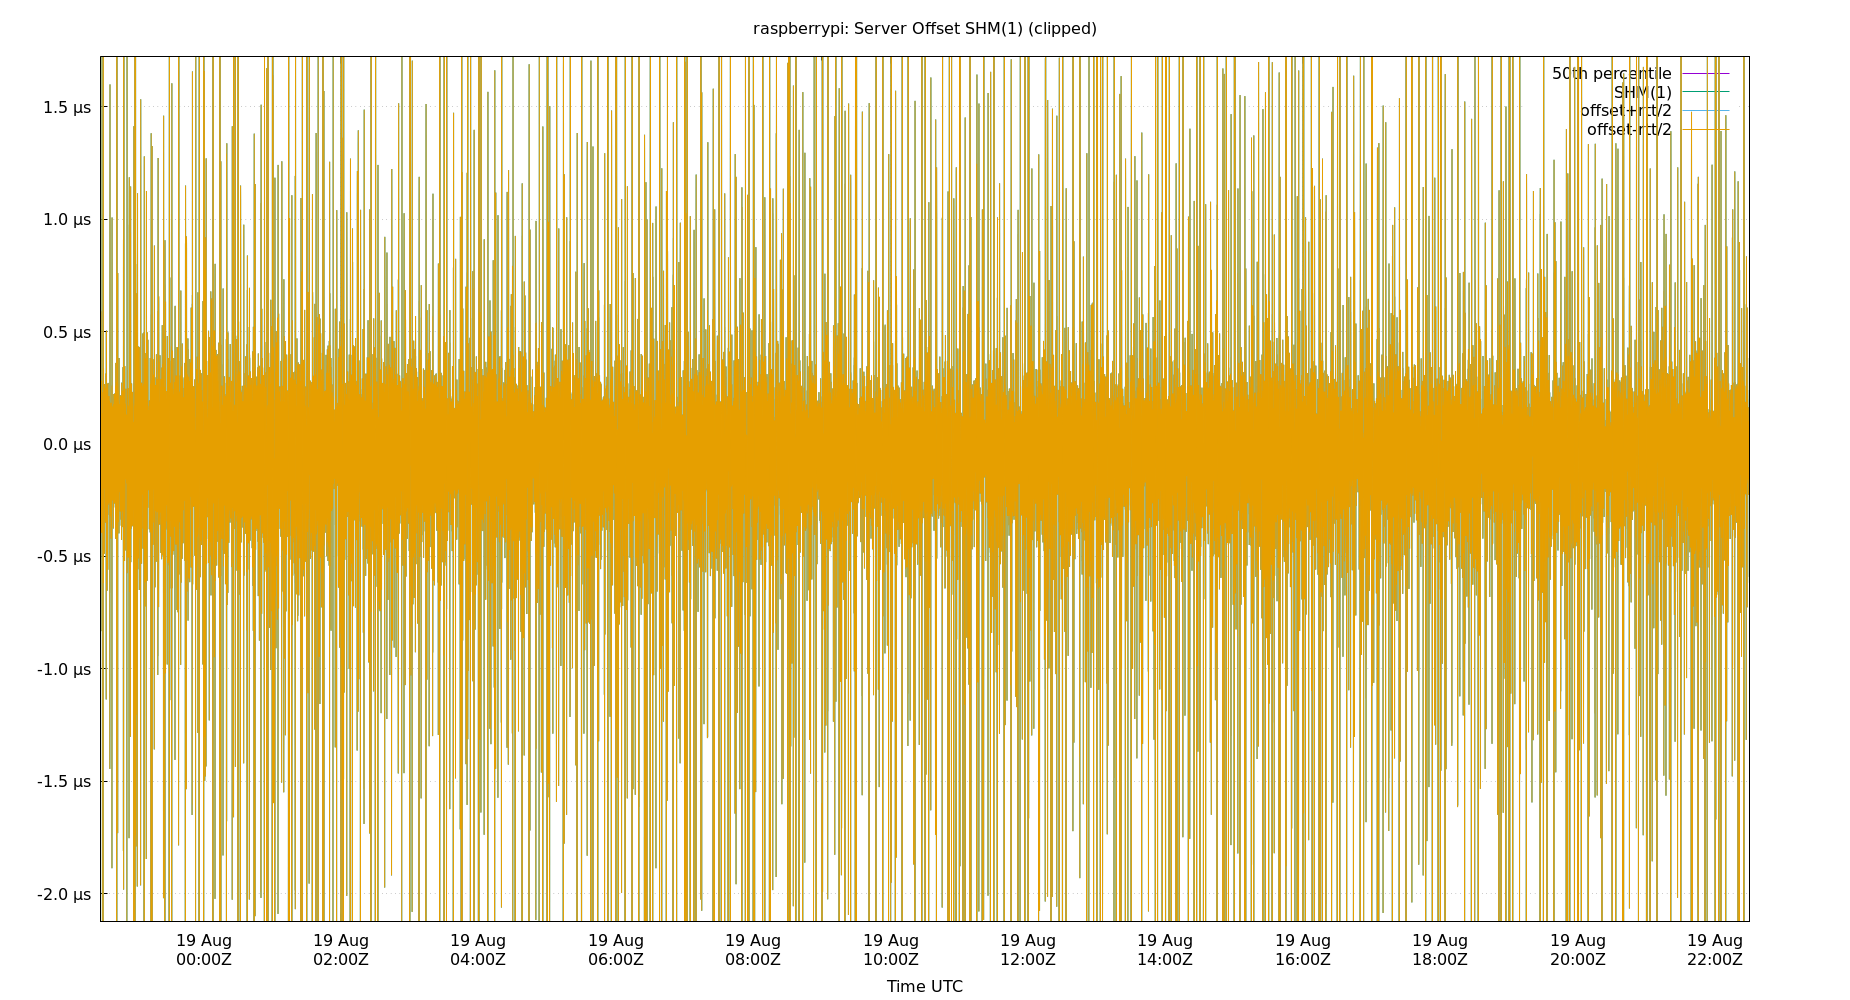 raspberrypi: Server Offset SHM(1) (clipped)
50th percentile
SHM(1)
offset+rtt/2
offset-rtt/2
1.5 µs
1.0 µs
0.5 µs
0.0 µs
-0.5 µs
-1.0 µs
-1.5 µs
-2.0 µs
19 Aug 19 Aug 19 Aug 19 Aug 19 Aug 19 Aug 19 Aug 19 Aug 19 Aug 19 Aug 19 Aug 19 Aug
00:00Z 02:00Z 04:00Z 06:00Z 08:00Z 10:00Z 12:00Z 14:00Z 16:00Z 18:00Z 20:00Z 22:00Z
Time UTC